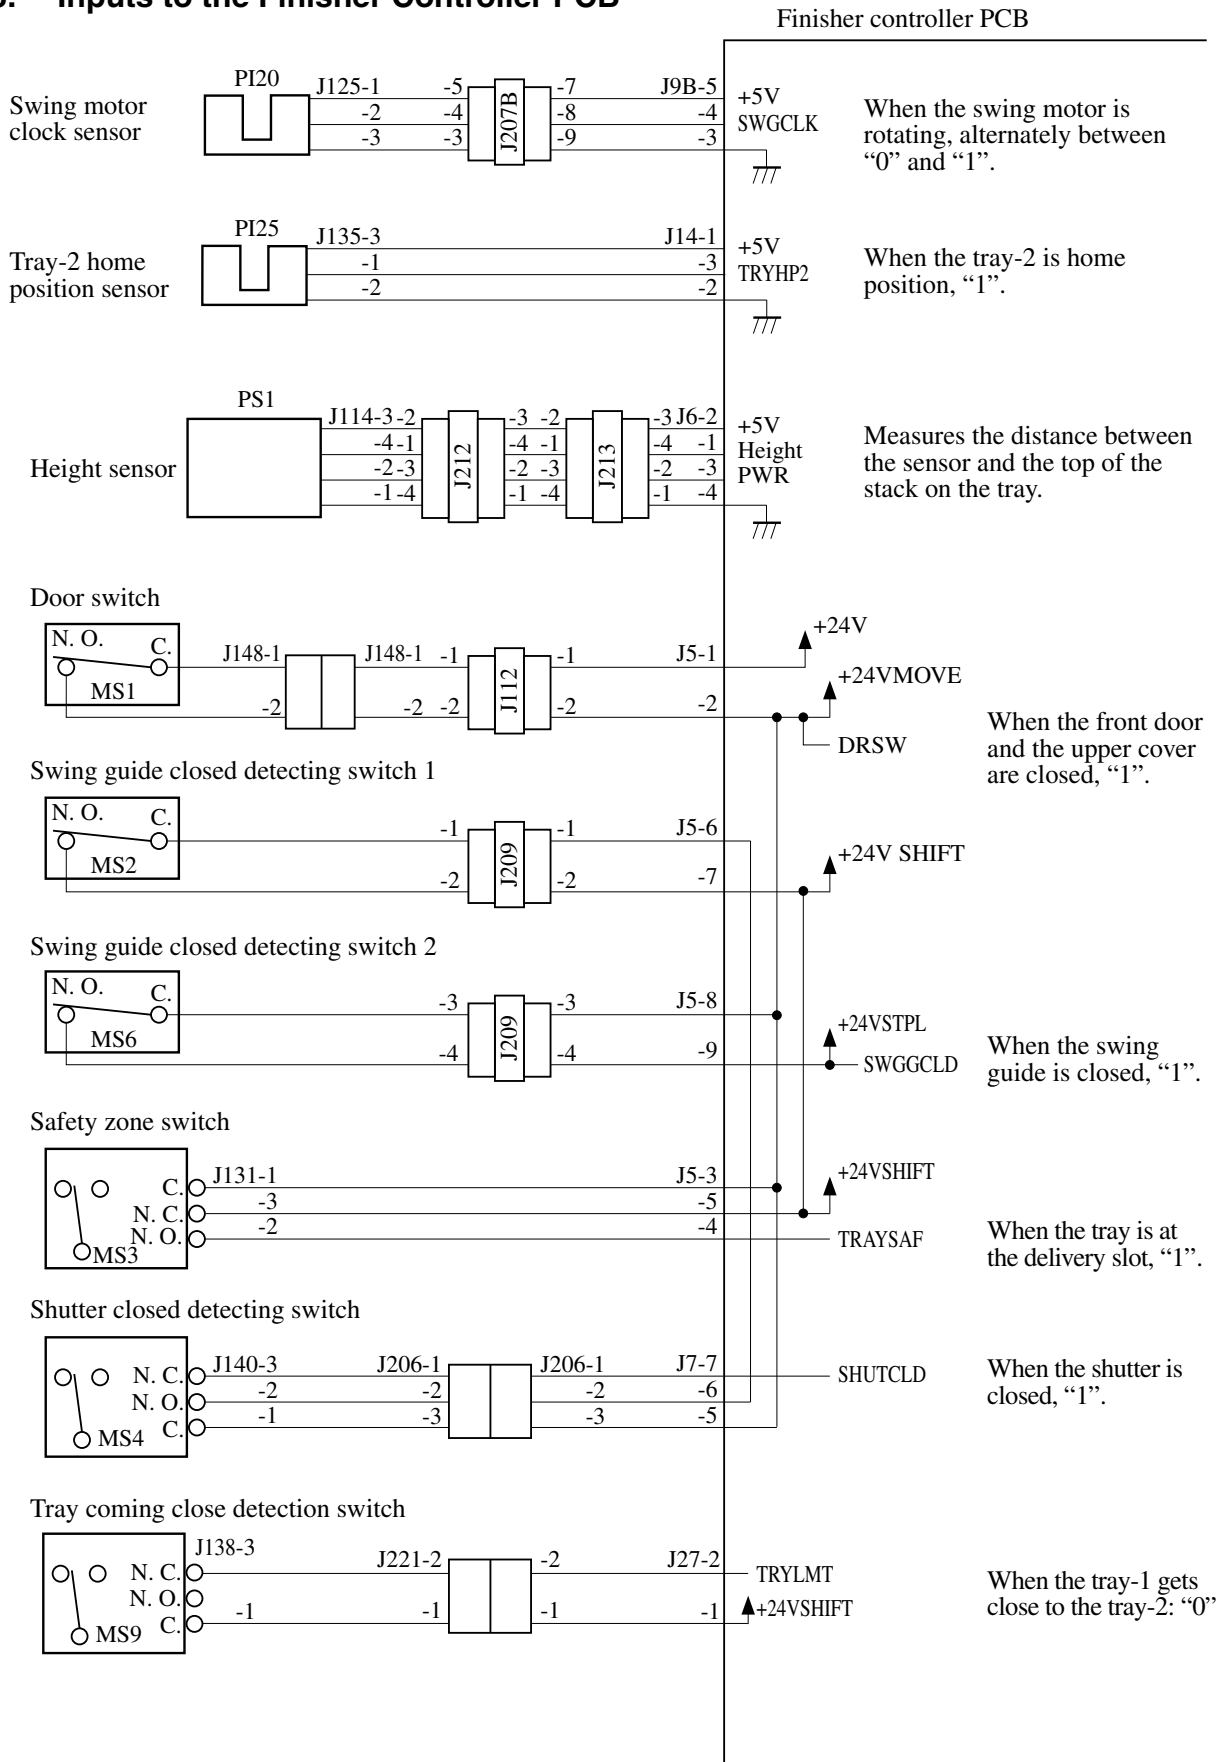 Inputs to the Finisher Controller PCB
Finisher controller PCB
Swing motor
clock sensor
PI20
J125-1
-2
-3
-5
-4
-3
J207B
-7
-8
-9
J9B-5
-4
-3
+5V
SWGCLK
When the swing motor is
rotating, alternately between
“0” and “1”.
Tray-2 home
position sensor
PI25
J135-3
-1
-2
J14-1
-3
-2
+5V
TRYHP2
When the tray-2 is home
position, “1”.
Height sensor
PS1
J114-3 -2
-4 -1
-2 -3
-1 -4
J212
-3 -2
-4 -1
-2 -3
-1 -4
J213
-3 J6-2
-4 -1
-2 -3
-1 -4
+5V
Height
PWR
Measures the distance between
the sensor and the top of the
stack on the tray.
Door switch
N. O. C.
MS1
J148-1
-2
J148-1 -1
-2 -2
J112
-1
-2
J5-1
-2
+24V
+24VMOVE
DRSW
When the front door
and the upper cover
are closed, “1”.
Swing guide closed detecting switch 1
N. O. C.
MS2
-1
-2
J209
-1
-2
J5-6
-7
+24V SHIFT
Swing guide closed detecting switch 2
N. O. C.
MS6
-3
-4
J209
-3
-4
J5-8
-9
+24VSTPL
SWGGCLD
When the swing
guide is closed, “1”.
Safety zone switch
C.
N. C.
N. O.
MS3
J131-1
-3
-2
J5-3
-5
-4
+24VSHIFT
TRAYSAF
When the tray is at
the delivery slot, “1”.
Shutter closed detecting switch
N. C.
N. O.
C.
MS4
J140-3
-2
-1
J206-1
-2
-3
J206-1
-2
-3
J7-7
-6
-5
SHUTCLD
When the shutter is
closed, “1”.
Tray coming close detection switch
N. C.
N. O.
C.
MS9
J138-3
-1
J221-2
-1
-2
-1
J27-2
-1
TRYLMT
+24VSHIFT
When the tray-1 gets
close to the tray-2: “0”